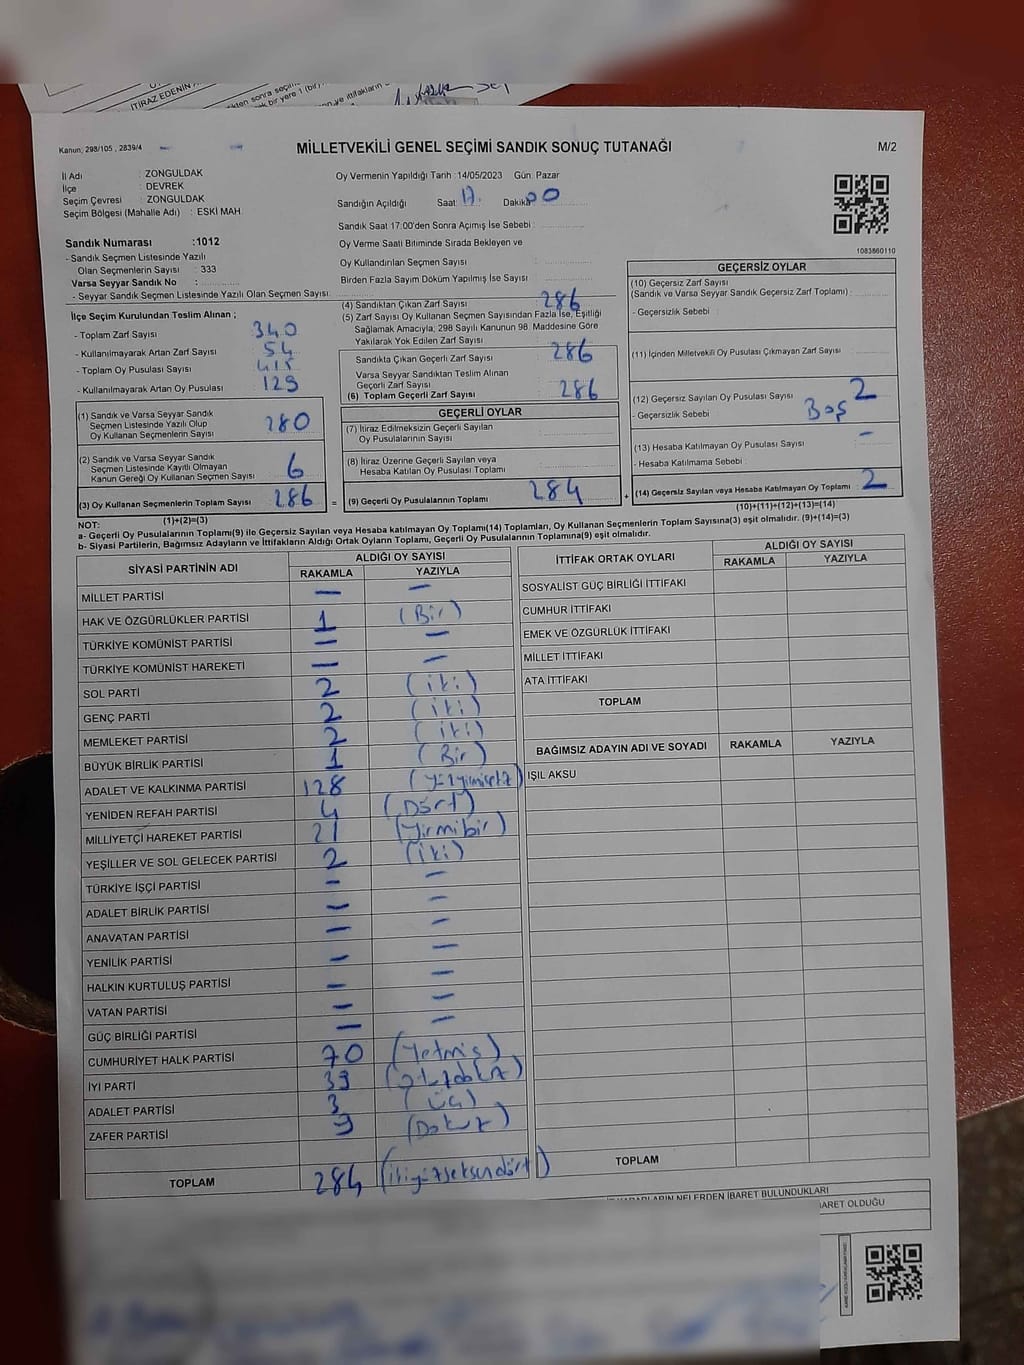 İTİRAZ EDENİN
Kanun; 298/105 , 2839/4
MİLLETVEKİLİ GENEL SEÇİMİ SANDIK SONUÇ TUTANAĞI
M/2
İl Adı : ZONGULDAK
İlçe : DEVREK
Seçim Çevresi : ZONGULDAK
Seçim Bölgesi (Mahalle Adı) : ESKİ MAH.
Oy Vermenin Yapıldığı Tarih :14/05/2023 Gün: Pazar
Sandığın Açıldığı Saat: 17. Dakika 00
Sandık Saat 17:00'den Sonra Açımış İse Sebebi :
Oy Verme Saati Bitiminde Sırada Bekleyen ve
Oy Kullandırılan Seçmen Sayısı :
Birden Fazla Sayım Döküm Yapılmış İse Sayısı :
1083860110
Sandık Numarası :1012
- Sandık Seçmen Listesinde Yazılı
Olan Seçmenlerin Sayısı : 333
Varsa Seyyar Sandık No :
- Seyyar Sandık Seçmen Listesinde Yazılı Olan Seçmen Sayısı:
İlçe Seçim Kurulundan Teslim Alınan ;
- Toplam Zarf Sayısı : 340
- Kullanılmayarak Artan Zarf Sayısı : 54
- Toplam Oy Pusulası Sayısı : 415
- Kullanılmayarak Artan Oy Pusulası : 129
(1) Sandık ve Varsa Seyyar Sandık
Seçmen Listesinde Yazılı Olup
Oy Kullanan Seçmenlerin Sayısı : 280
(2) Sandık ve Varsa Seyyar Sandık
Seçmen Listesinde Kayıtlı Olmayan
Kanun Gereği Oy Kullanan Seçmen Sayısı : 6
(3) Oy Kullanan Seçmenlerin Toplam Sayısı : 286
(1)+(2)=(3)
(4) Sandıktan Çıkan Zarf Sayısı : 286
(5) Zarf Sayısı Oy Kullanan Seçmen Sayısından Fazla İse, Eşitliği
Sağlamak Amacıyla; 298 Sayılı Kanunun 98. Maddesine Göre
Yakılarak Yok Edilen Zarf Sayısı :
Sandıkta Çıkan Geçerli Zarf Sayısı : 286
Varsa Seyyar Sandıktan Teslim Alınan
Geçerli Zarf Sayısı :
(6) Toplam Geçerli Zarf Sayısı : 286
GEÇERLİ OYLAR
(7) İtiraz Edilmeksizin Geçerli Sayılan
Oy Pusulalarının Sayısı :
(8) İtiraz Üzerine Geçerli Sayılan veya
Hesaba Katılan Oy Pusulası Toplamı :
= (9) Geçerli Oy Pusulalarının Toplamı : 284
GEÇERSİZ OYLAR
(10) Geçersiz Zarf Sayısı
(Sandık ve Varsa Seyyar Sandık Geçersiz Zarf Toplamı) :
- Geçersizlik Sebebi :
(11) İçinden Milletvekili Oy Pusulası Çıkmayan Zarf Sayısı :
(12) Geçersiz Sayılan Oy Pusulası Sayısı : 2
- Geçersizlik Sebebi : Boş
(13) Hesaba Katılmayan Oy Pusulası Sayısı : -
- Hesaba Katılmama Sebebi :
+ (14) Geçersiz Sayılan veya Hesaba Katılmayan Oy Toplamı : 2
(10)+(11)+(12)+(13)=(14)
NOT:
a- Geçerli Oy Pusulalarının Toplamı(9) ile Geçersiz Sayılan veya Hesaba katılmayan Oy Toplamı(14) Toplamları, Oy Kullanan Seçmenlerin Toplam Sayısına(3) eşit olmalıdır. (9)+(14)=(3)
b- Siyasi Partilerin, Bağımsız Adayların ve İttifakların Aldığı Ortak Oyların Toplamı, Geçerli Oy Pusulalarının Toplamına(9) eşit olmalıdır.
SİYASİ PARTİNİN ADI ALDIĞI OY SAYISI
RAKAMLA YAZIYLA
MİLLET PARTİSİ — —
HAK VE ÖZGÜRLÜKLER PARTİSİ 1 (Bir)
TÜRKİYE KOMÜNİST PARTİSİ — —
TÜRKİYE KOMÜNİST HAREKETİ — —
SOL PARTİ 2 (iki)
GENÇ PARTİ 2 (iki)
MEMLEKET PARTİSİ 2 (iki)
BÜYÜK BİRLİK PARTİSİ 1 (Bir)
ADALET VE KALKINMA PARTİSİ 128 (yüzyirmisekiz)
YENİDEN REFAH PARTİSİ 4 (Dört)
MİLLİYETÇİ HAREKET PARTİSİ 21 (Yirmibir)
YEŞİLLER VE SOL GELECEK PARTİSİ 2 (iki)
TÜRKİYE İŞÇİ PARTİSİ — —
ADALET BİRLİK PARTİSİ — —
ANAVATAN PARTİSİ — —
YENİLİK PARTİSİ — —
HALKIN KURTULUŞ PARTİSİ — —
VATAN PARTİSİ — —
GÜÇ BİRLİĞİ PARTİSİ — —
CUMHURİYET HALK PARTİSİ 70 (Yetmiş)
İYİ PARTİ 39 (otuzdokuz)
ADALET PARTİSİ 3 (üç)
ZAFER PARTİSİ 9 (Dokuz)
TOPLAM 284 (ikiyüzseksendört)
İTTİFAK ORTAK OYLARI ALDIĞI OY SAYISI
RAKAMLA YAZIYLA
SOSYALİST GÜÇ BİRLİĞİ İTTİFAKI
CUMHUR İTTİFAKI
EMEK VE ÖZGÜRLÜK İTTİFAKI
MİLLET İTTİFAKI
ATA İTTİFAKI
TOPLAM
BAĞIMSIZ ADAYIN ADI VE SOYADI RAKAMLA YAZIYLA
IŞIL AKSU
TOPLAM
NELERDEN İBARET BULUNDUKLARI
İBARET OLDUĞU